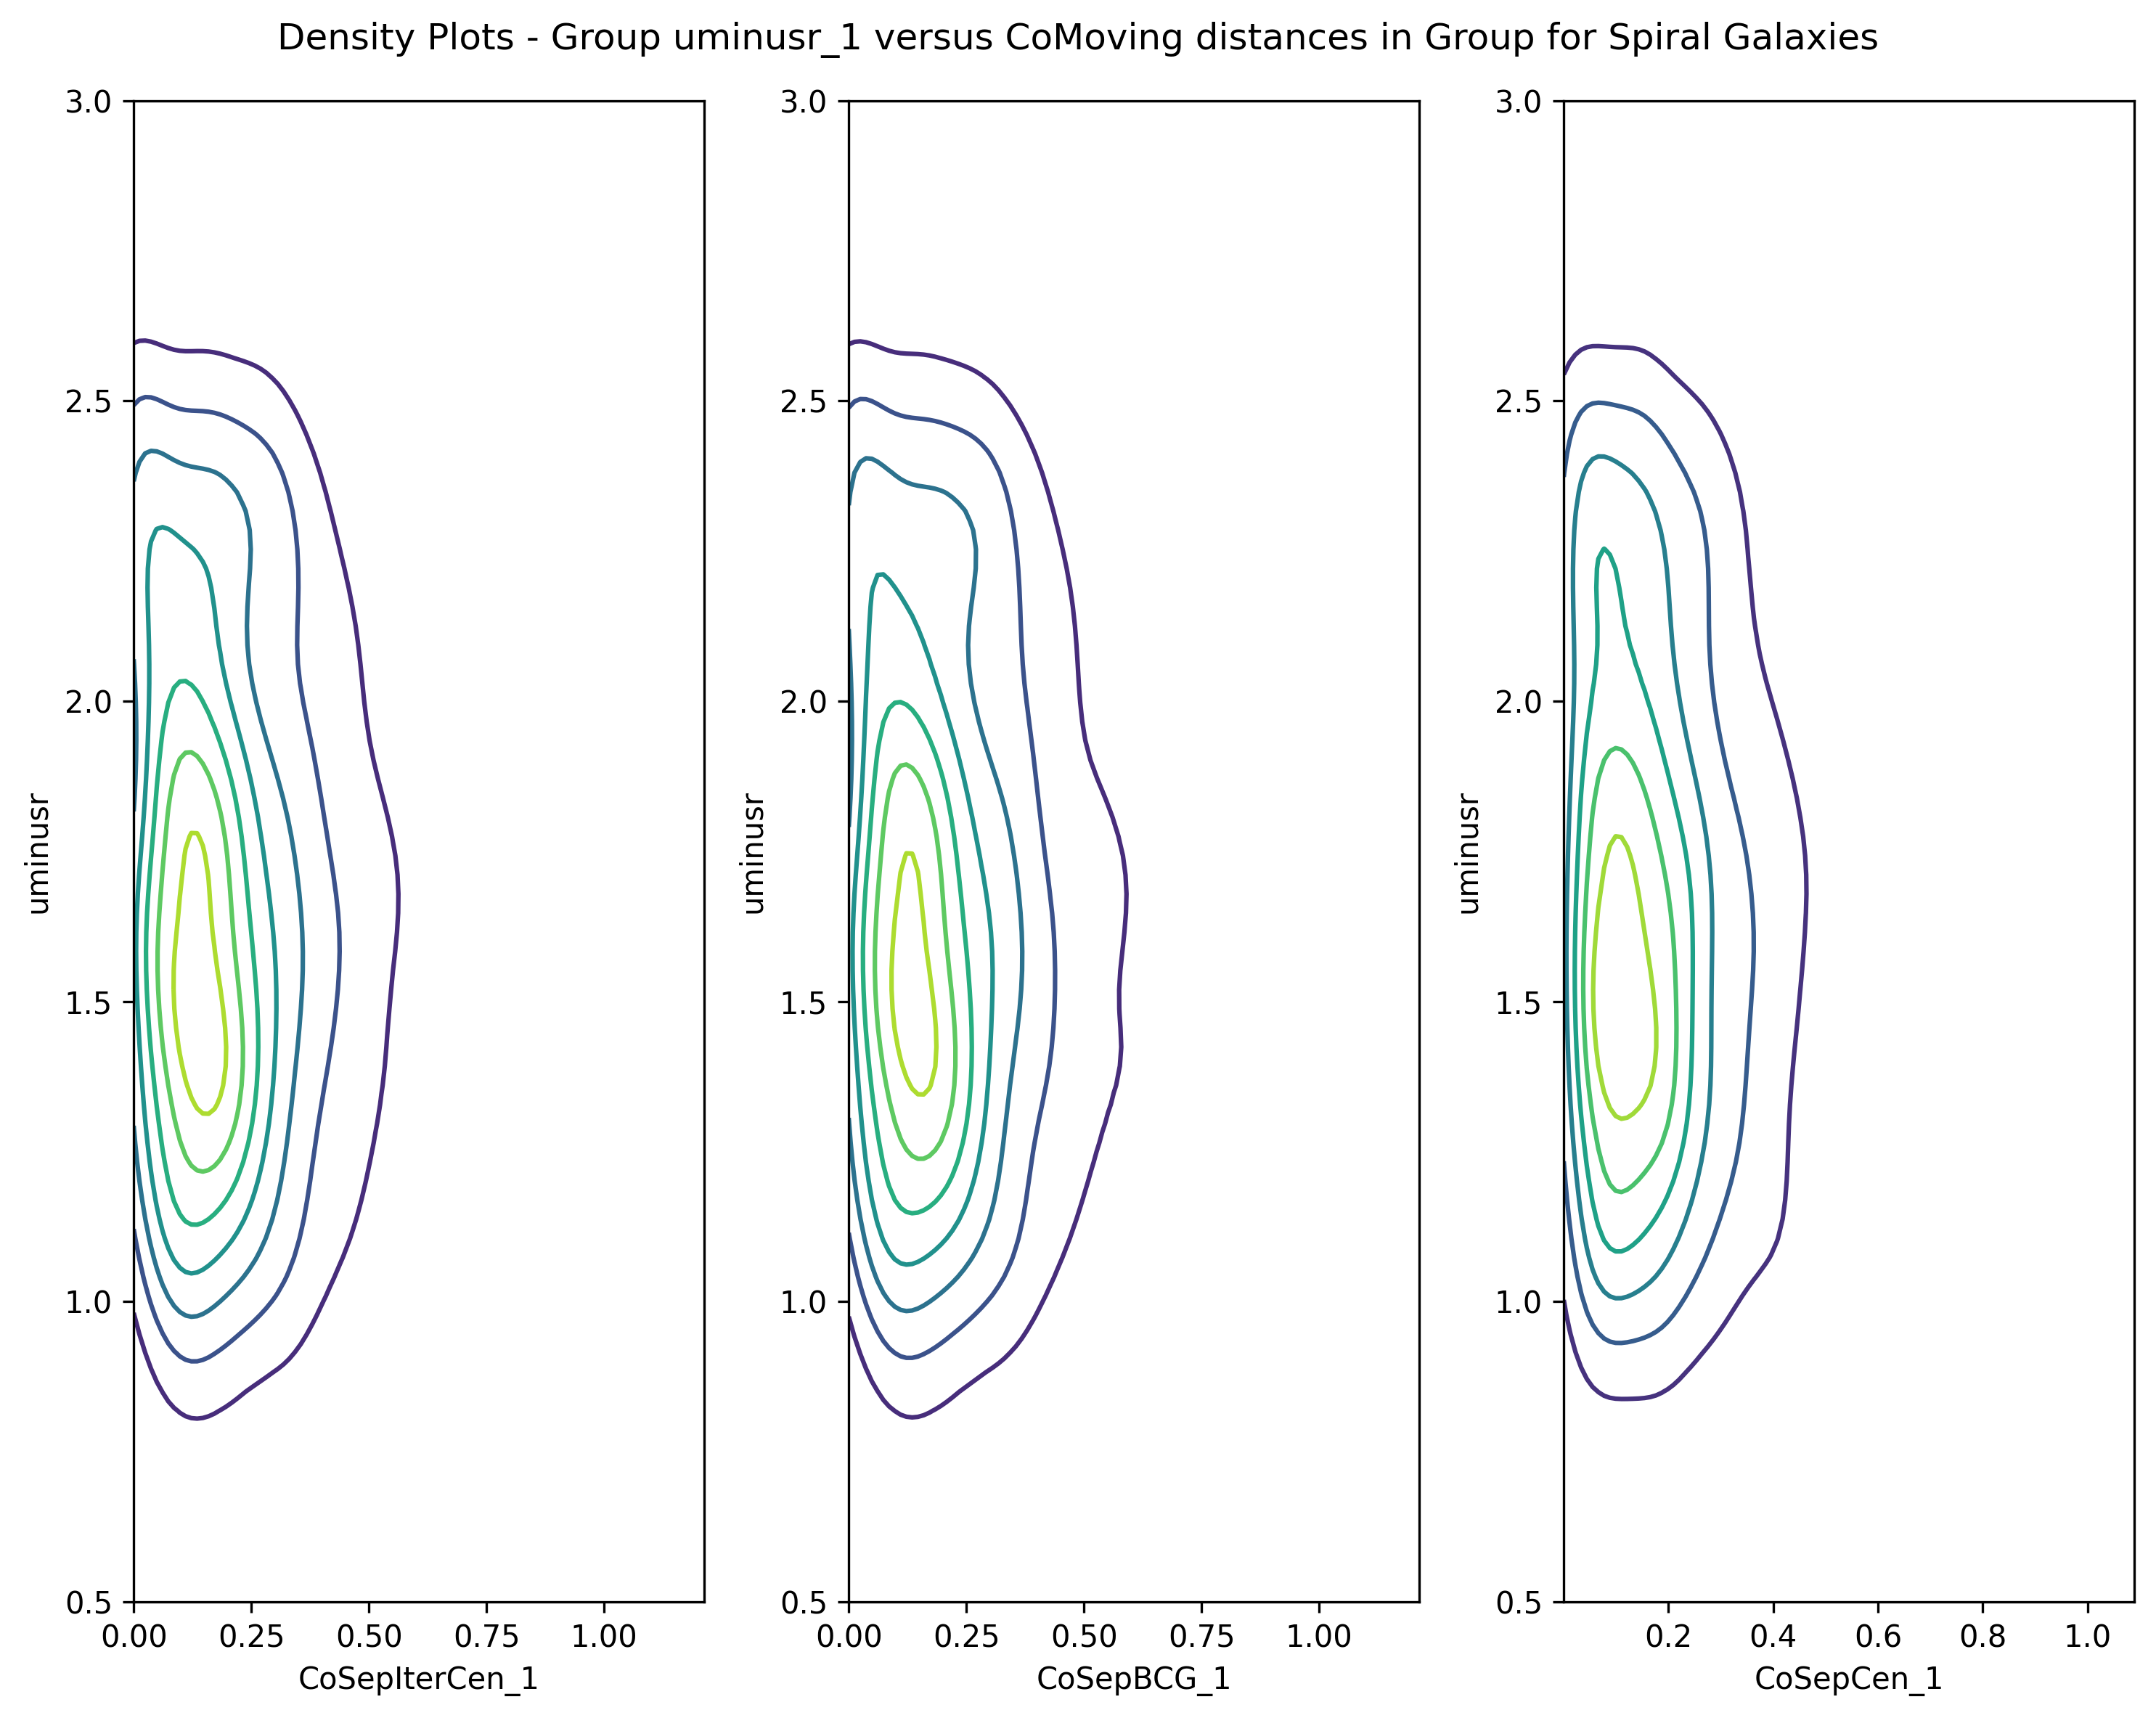 Density Plots - Group uminusr_1 versus CoMoving distances in Group for Spiral Galaxies
3.0
2.5
2.0
1.5
1.0
0.5
uminusr
0.00 0.25 0.50 0.75 1.00
CoSepIterCen_1
3.0
2.5
2.0
1.5
1.0
0.5
uminusr
0.00 0.25 0.50 0.75 1.00
CoSepBCG_1
3.0
2.5
2.0
1.5
1.0
0.5
uminusr
0.2 0.4 0.6 0.8 1.0
CoSepCen_1